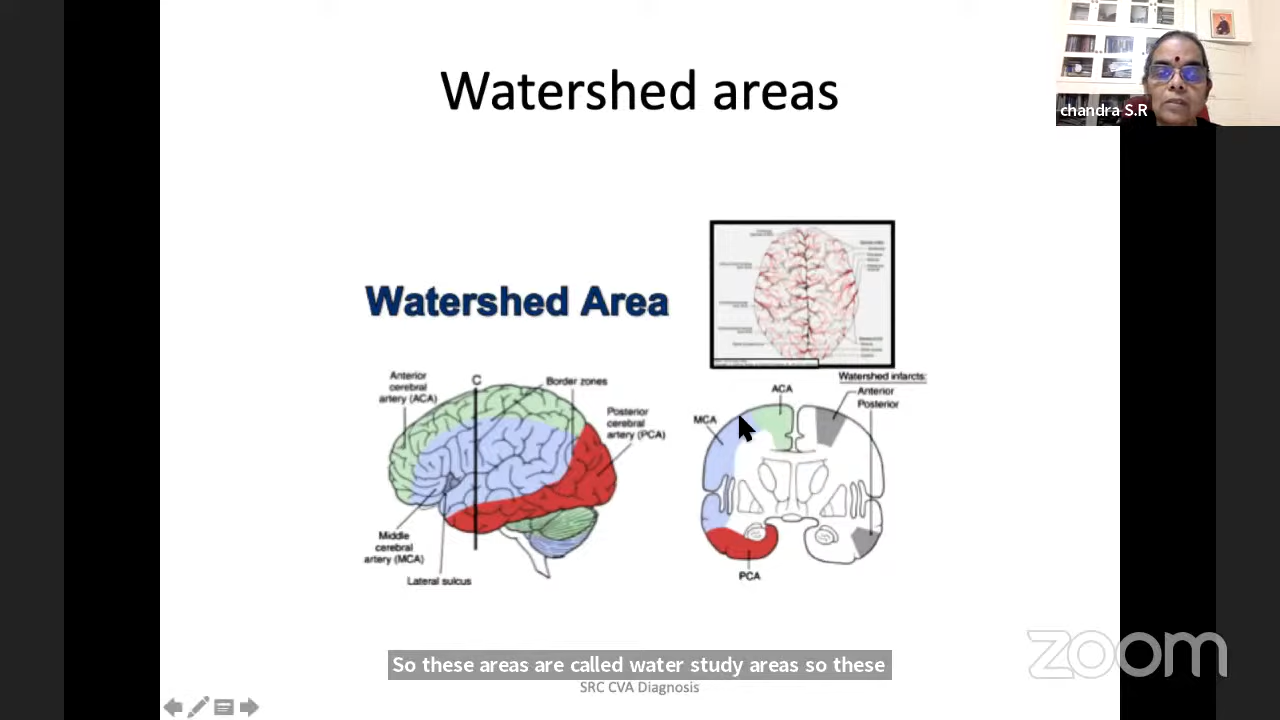 Watershed areas
chandra S.R
Watershed Area
Anterior
cerebral
artery (ACA)
C
Border zones
Posterior
cerebral
artery (PCA)
Middle
cerebral
artery (MCA)
Lateral sulcus
Watershed infarcts:
ACA
Anterior
Posterior
MCA
PCA
So these areas are called water study areas so these
SRC CVA Diagnosis
zoom